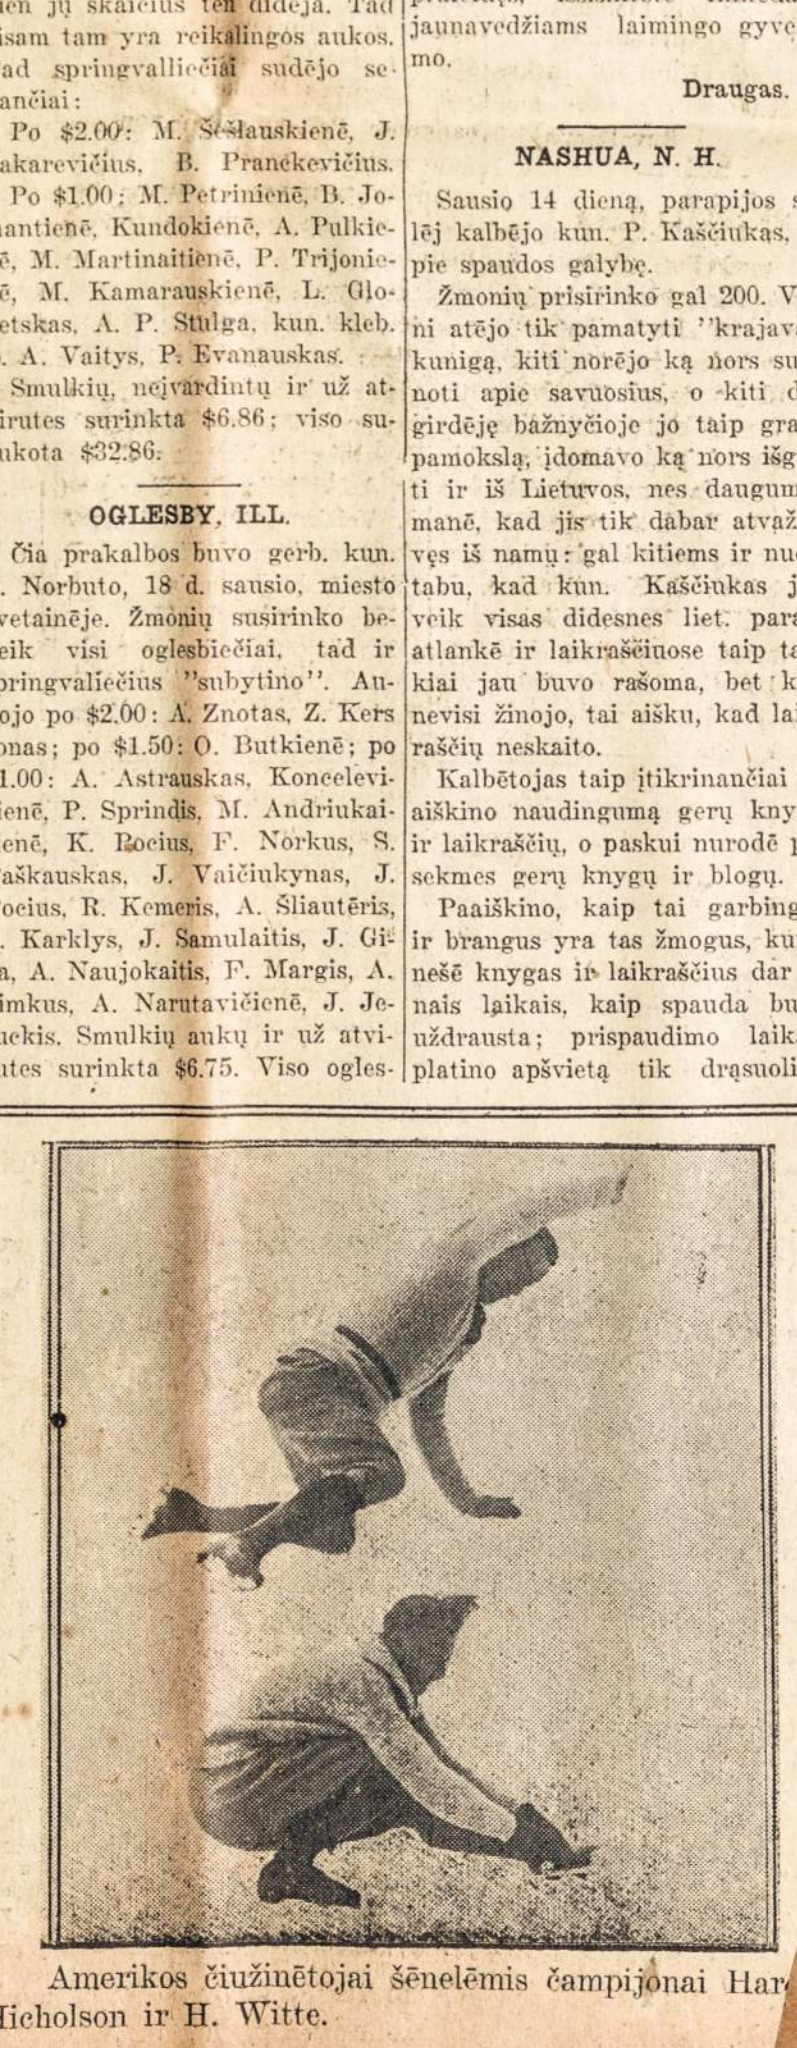 jų skaičius ten didėja. Tad
isam tam yra reikalingos aukos.
ad springvalliečiai sudėjo se-
ančiai:
Po $2.00: M. Šešlauskienė, J.
akarevičius, B. Pranckevičius.
Po $1.00: M. Petrinienė, B. Jo-
antienė, Kundokienė, A. Pulkie-
ė, M. Martinaitienė, P. Trijonie-
ė, M. Kamarauskienė, L. Glo-
etskas, A. P. Stulga, kun. kleb.
. A. Vaitys, P. Evanauskas.
Smulkių, neįvardintų ir už at-
irutes surinkta $6.86; viso su-
ukota $32.86.
OGLESBY, ILL.
Čia prakalbos buvo gerb. kun.
. Norbuto, 18 d. sausio, miesto
vetainėje. Žmonių susirinko be-
eik visi oglesbiečiai, tad ir
pringvaliečius "subytino". Au-
ojo po $2.00: A. Znotas, Z. Kers
onas; po $1.50: O. Butkienė; po
1.00: A. Astrauskas, Koncelevi-
ienė, P. Sprindis, M. Andriukai-
enė, K. Rocius, F. Norkus, S.
aškauskas, J. Vaičiukynas, J.
ocius, R. Kemeris, A. Šliautėris,
. Karklys, J. Samulaitis, J. Gi-
a, A. Naujokaitis, F. Margis, A.
imkus, A. Narutavičienė, J. Je-
uckis. Smulkių aukų ir už atvi-
utes surinkta $6.75. Viso ogles-
jaunavedžiams laimingo gyve
mo.
Draugas.
NASHUA, N. H.
Sausio 14 dieną, parapijos s
lėj kalbėjo kun. P. Kaščiukas,
pie spaudos galybę.
Žmonių prisirinko gal 200. V
ni atėjo tik pamatyti "krajava
kunigą, kiti norėjo ką nors su
noti apie savuosius, o kiti d
girdėję bažnyčioje jo taip gra
pamokslą, įdomavo ką nors išg
ti ir iš Lietuvos, nes daugum
manė, kad jis tik dabar atvaž
vęs iš namų: gal kitiems ir nuo
tabu, kad kun. Kaščiukas j
veik visas didesnes liet. para
atlankė ir laikraščiuose taip ta
kiai jau buvo rašoma, bet k
nevisi žinojo, tai aišku, kad lai
raščių neskaito.
Kalbėtojas taip įtikrinančiai
aiškino naudingumą gerų kny
ir laikraščių, o paskui nurodė p
sekmes gerų knygų ir blogų.
Paaiškino, kaip tai garbing
ir brangus yra tas žmogus, ku
nešė knygas ir laikraščius dar
nais laikais, kaip spauda bu
uždrausta; prispaudimo laik
platino apšvietą tik drąsuoli
Amerikos čiužinėtojai šėnelėmis čampijonai Har
Nicholson ir H. Witte.